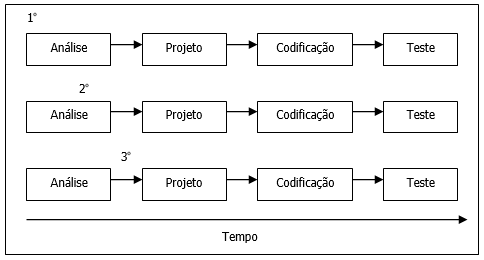 1°
Análise Projeto Codificação Teste
2°
Análise Projeto Codificação Teste
3°
Análise Projeto Codificação Teste
Tempo